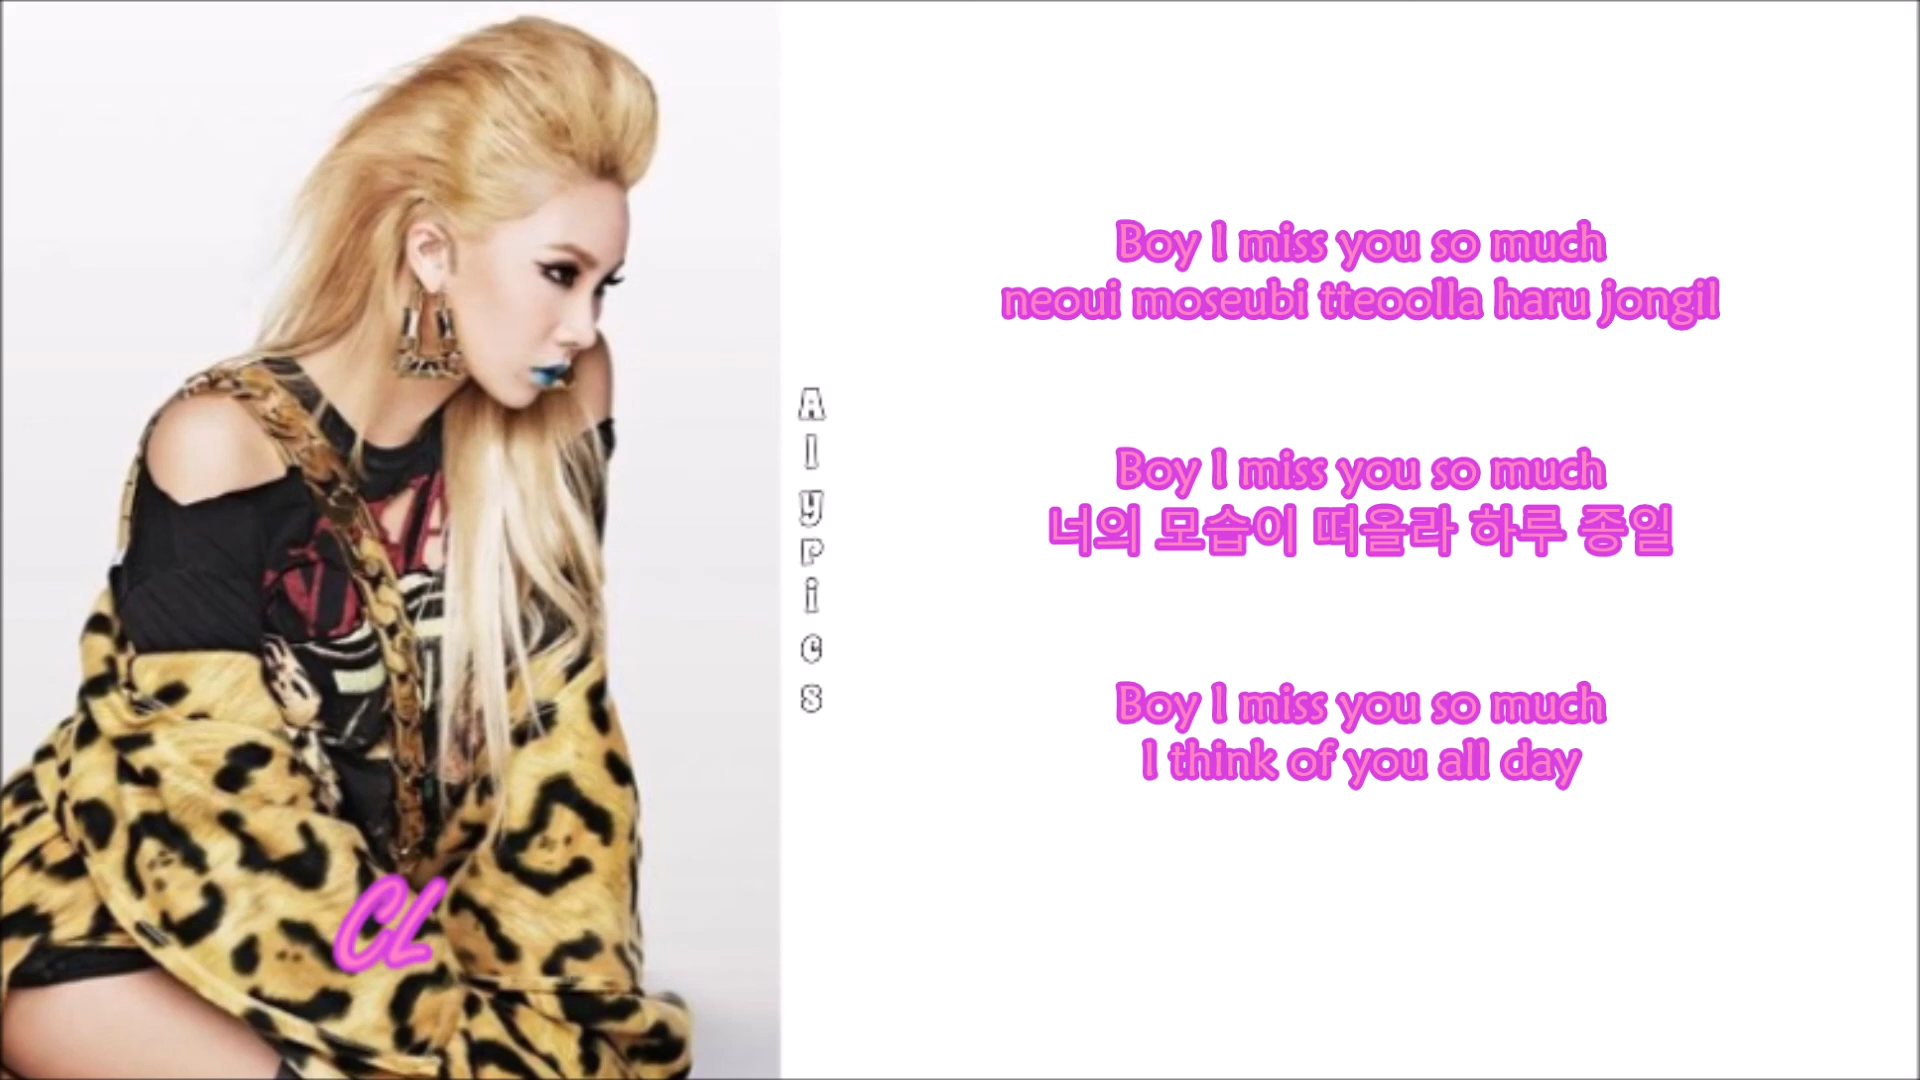 Boy I miss you so much
neoui moseubi tteoolla haru jongil
Boy I miss you so much
너의 모습이 떠올라 하루 종일
Boy I miss you so much
I think of you all day
AlyPics
CL